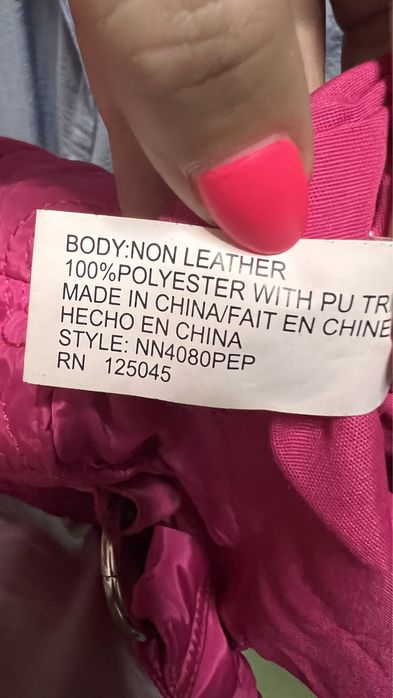 BODY:NON LEATHER
100%POLYESTER WITH PU
MADE IN CHINA/FAIT EN CHINE
HECHO EN CHINA
STYLE: NN4080PEP
RN 125045